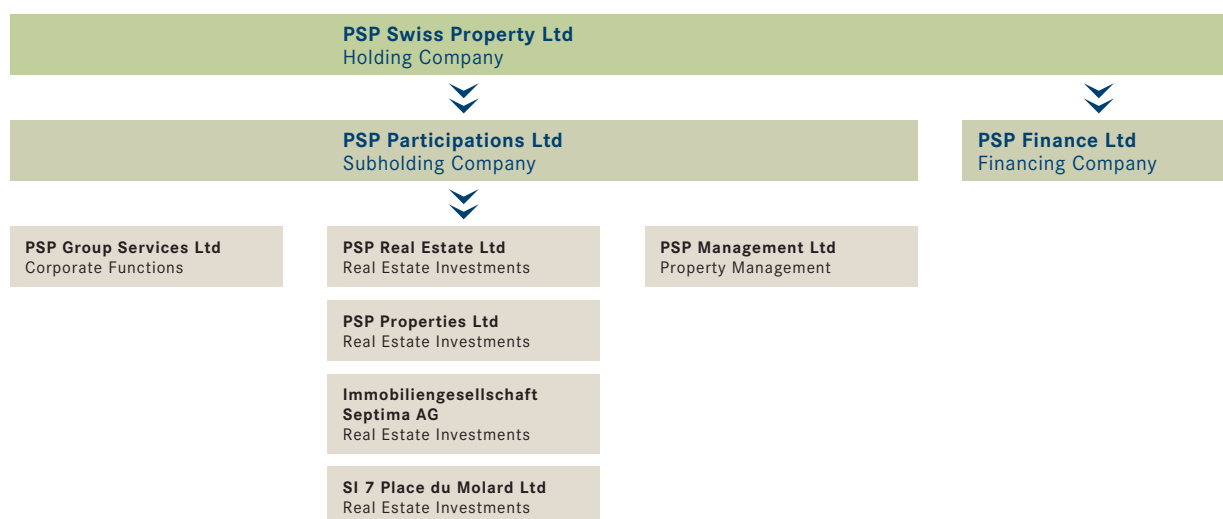 PSP Swiss Property Ltd
Holding Company
PSP Participations Ltd
Subholding Company
PSP Finance Ltd
Financing Company
PSP Group Services Ltd
Corporate Functions
PSP Real Estate Ltd
Real Estate Investments
PSP Management Ltd
Property Management
PSP Properties Ltd
Real Estate Investments
Immobiliengesellschaft
Septima AG
Real Estate Investments
SI 7 Place du Molard Ltd
Real Estate Investments